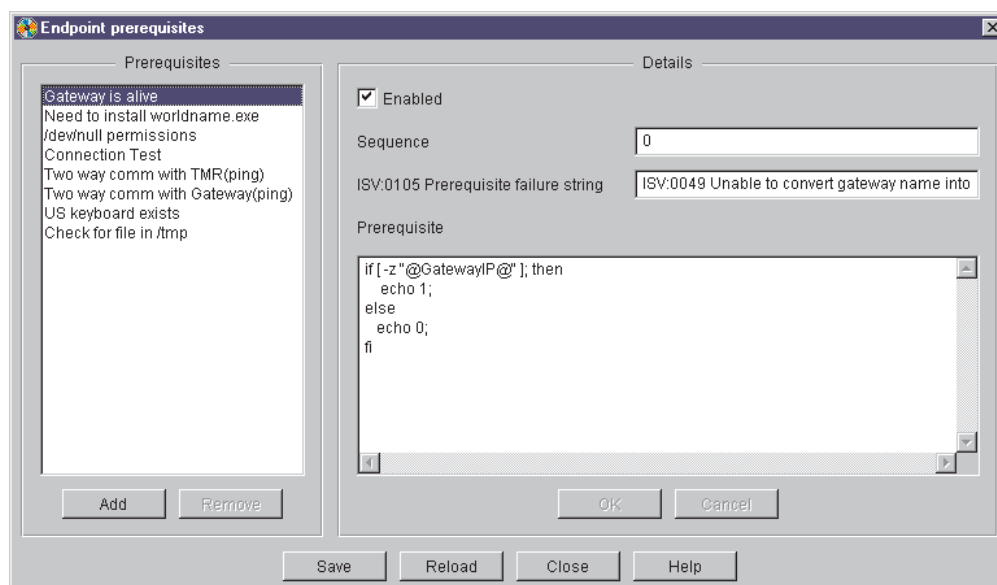 Endpoint prerequisites
Prerequisites
Gateway is alive
Need to install worldname.exe
/dev/null permissions
Connection Test
Two way comm with TMR(ping)
Two way comm with Gateway(ping)
US keyboard exists
Check for file in /tmp
Add
Remove
Details
Enabled
Sequence
0
ISV:0105 Prerequisite failure string
ISV:0049 Unable to convert gateway name into
Prerequisite
if [ -z "@GatewayIP@" ]; then
echo 1;
else
echo 0;
fi
OK
Cancel
Save
Reload
Close
Help